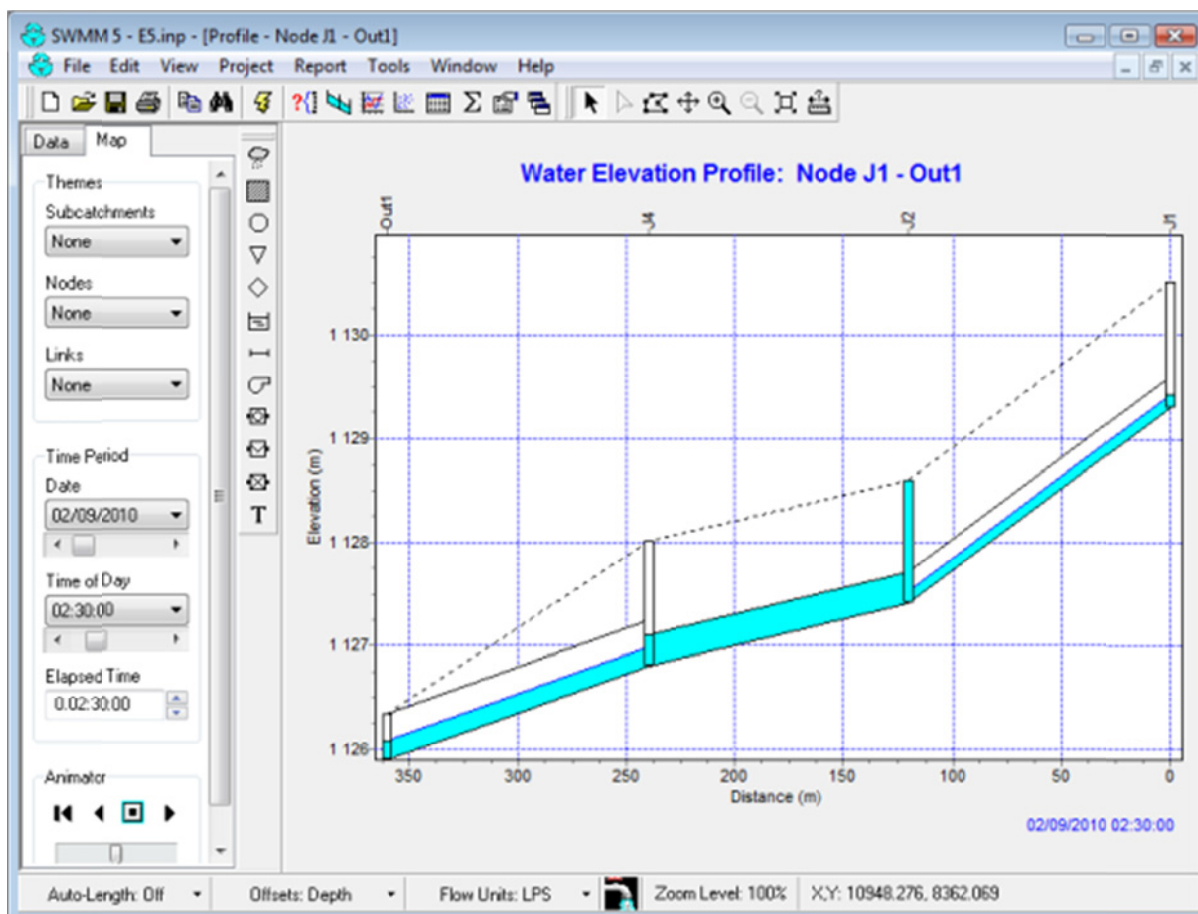 SWMM 5 - E5.inp - [Profile - Node J1 - Out1]
File Edit View Project Report Tools Window Help
Data Map
Themes
Subcatchments
None
Nodes
None
Links
None
Time Period
Date
02/09/2010
Time of Day
02:30:00
Elapsed Time
0.02:30:00
Animator
T
Water Elevation Profile: Node J1 - Out1
Out1 J4 J2 J1
Elevation (m)
1 130
1 129
1 128
1 127
1 126
350 300 250 200 150 100 50 0
Distance (m)
02/09/2010 02:30:00
Auto-Length: Off Offsets: Depth Flow Units: LPS Zoom Level: 100% X,Y: 10948.276, 8362.069